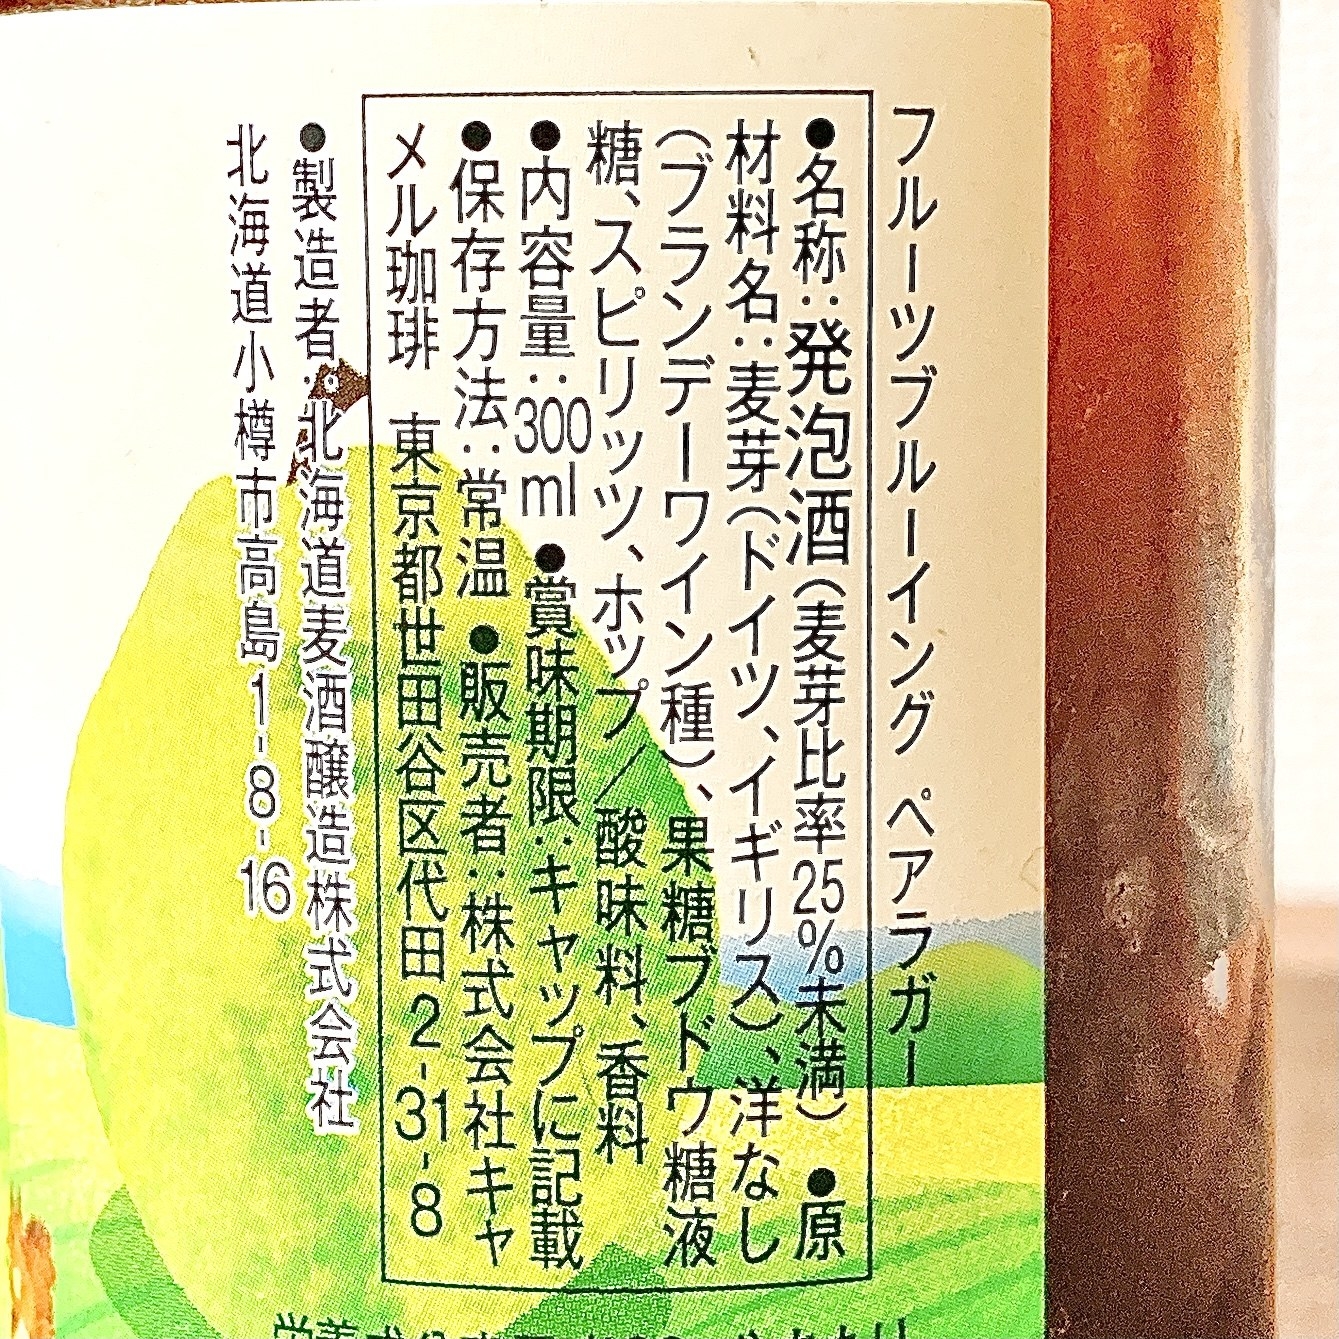 フルーツブルーイング ペアラガー
●名称：発泡酒（麦芽比率25%未満） ●原
材料名：麦芽（ドイツ、イギリス）、洋なし
（ブランデーワイン種）、果糖ブドウ糖液
糖、スピリッツ、ホップ／酸味料、香料
●内容量：300ml ●賞味期限：キャップに記載
●保存方法：常温 ●販売者：株式会社キャ
メル珈琲 東京都世田谷区代田2-31-8
●製造者：北海道麦酒醸造株式会社
北海道小樽市高島1-8-16